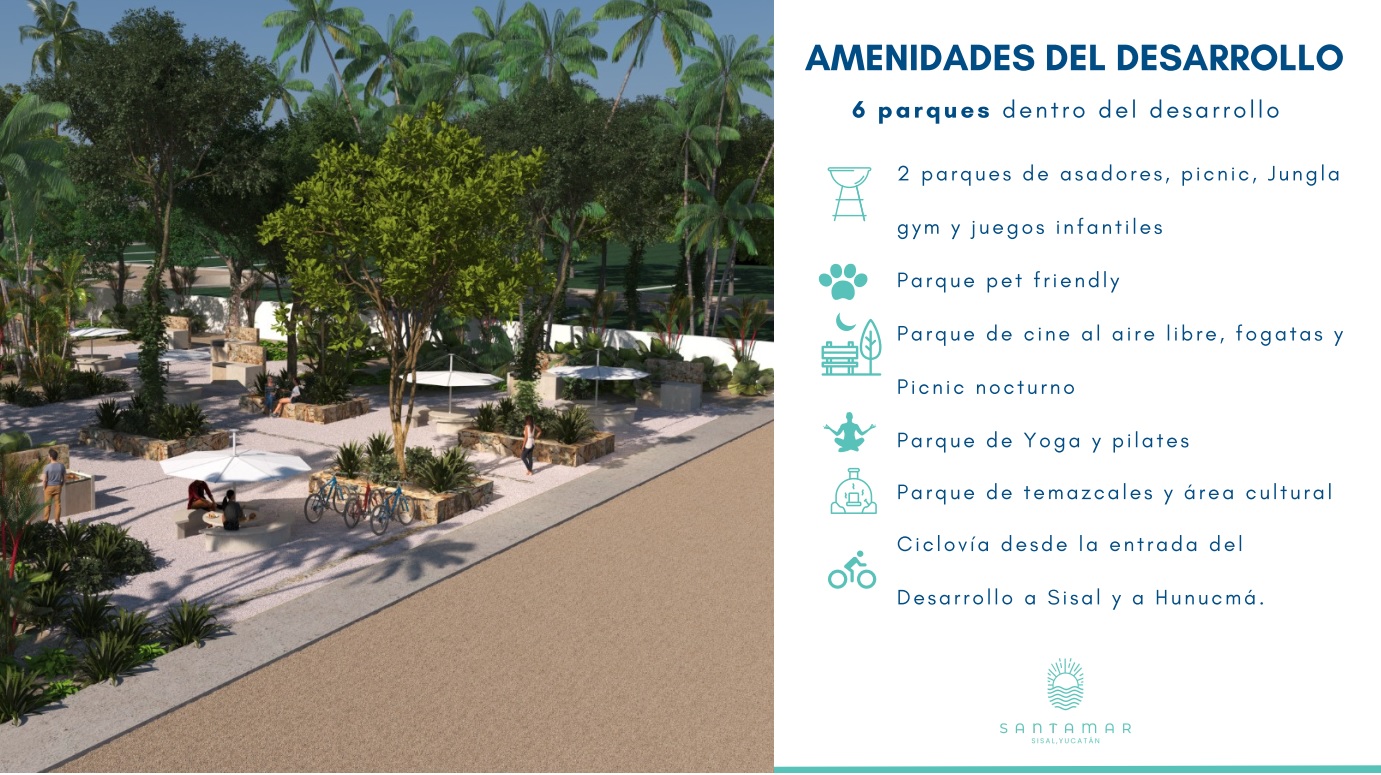 AMENIDADES DEL DESARROLLO
6 parques dentro del desarrollo
2 parques de asadores, picnic, Jungla
gym y juegos infantiles
Parque pet friendly
Parque de cine al aire libre, fogatas y
Picnic nocturno
Parque de Yoga y pilates
Parque de temazcales y área cultural
Ciclovía desde la entrada del
Desarrollo a Sisal y a Hunucmá.
SANTAMAR
SISAL,YUCATÁN